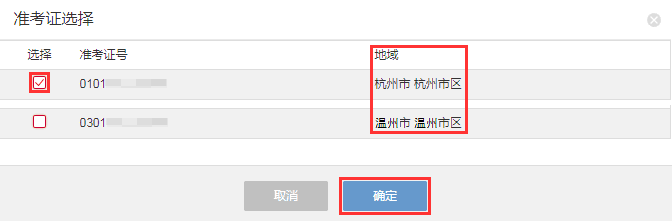 准考证选择
选择 准考证号 地域
0101 杭州市 杭州市区
0301 温州市 温州市区
取消 确定